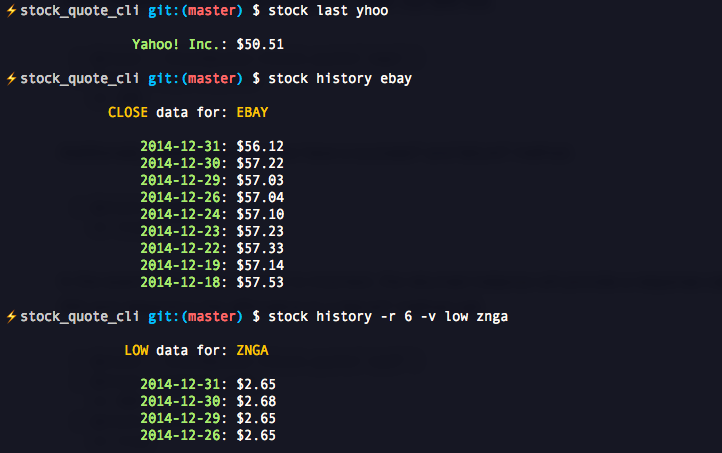 ⚡stock_quote_cli git:(master) $ stock last yhoo
Yahoo! Inc.: $50.51
⚡stock_quote_cli git:(master) $ stock history ebay
CLOSE data for: EBAY
2014-12-31: $56.12
2014-12-30: $57.22
2014-12-29: $57.03
2014-12-26: $57.04
2014-12-24: $57.10
2014-12-23: $57.23
2014-12-22: $57.33
2014-12-19: $57.14
2014-12-18: $57.53
⚡stock_quote_cli git:(master) $ stock history -r 6 -v low znga
LOW data for: ZNGA
2014-12-31: $2.65
2014-12-30: $2.68
2014-12-29: $2.65
2014-12-26: $2.65